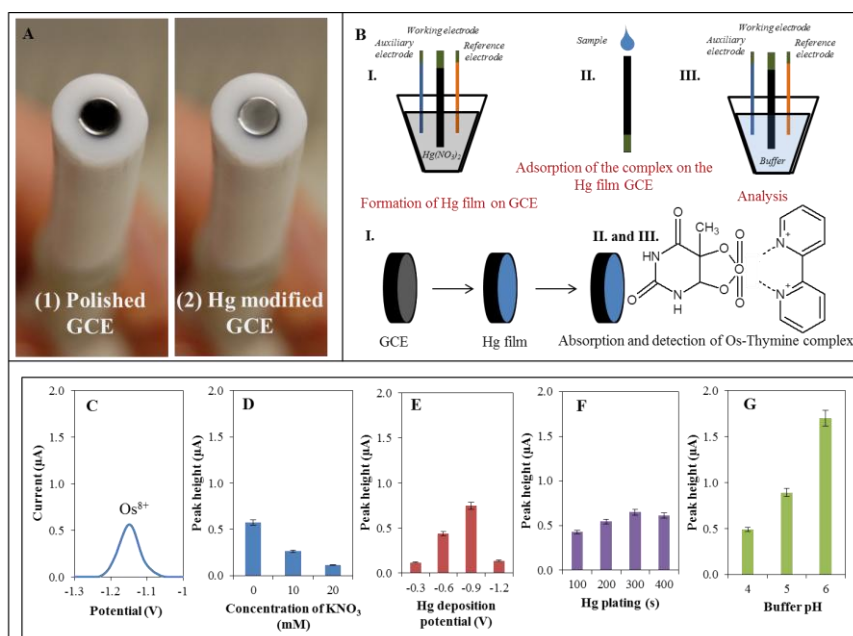 A
(1) Polished
GCE
(2) Hg modified
GCE
B
Working electrode
Auxiliary
electrode
Reference
electrode
I.
Hg(NO3)2
Formation of Hg film on GCE
Sample
II.
Adsorption of the complex on the
Hg film GCE
Working electrode
Auxiliary
electrode
Reference
electrode
III.
Buffer
Analysis
I.
GCE
Hg film
II. and III.
O
CH3
NH
O
N
H
O
O
O
O
O
N+
N+
Absorption and detection of Os-Thymine complex
C
Current (µA)
2.0
1.5
1.0
0.5
0.0
Os8+
-1.3 -1.2 -1.1 -1
Potential (V)
D
Peak height (µA)
2.0
1.5
1.0
0.5
0.0
0 10 20
Concentration of KNO3
(mM)
E
Peak height (µA)
2.0
1.5
1.0
0.5
0.0
-0.3 -0.6 -0.9 -1.2
Hg deposition
potential (V)
F
Peak height (µA)
2.0
1.5
1.0
0.5
0.0
100 200 300 400
Hg plating (s)
G
Peak height (µA)
2.0
1.5
1.0
0.5
0.0
4 5 6
Buffer pH